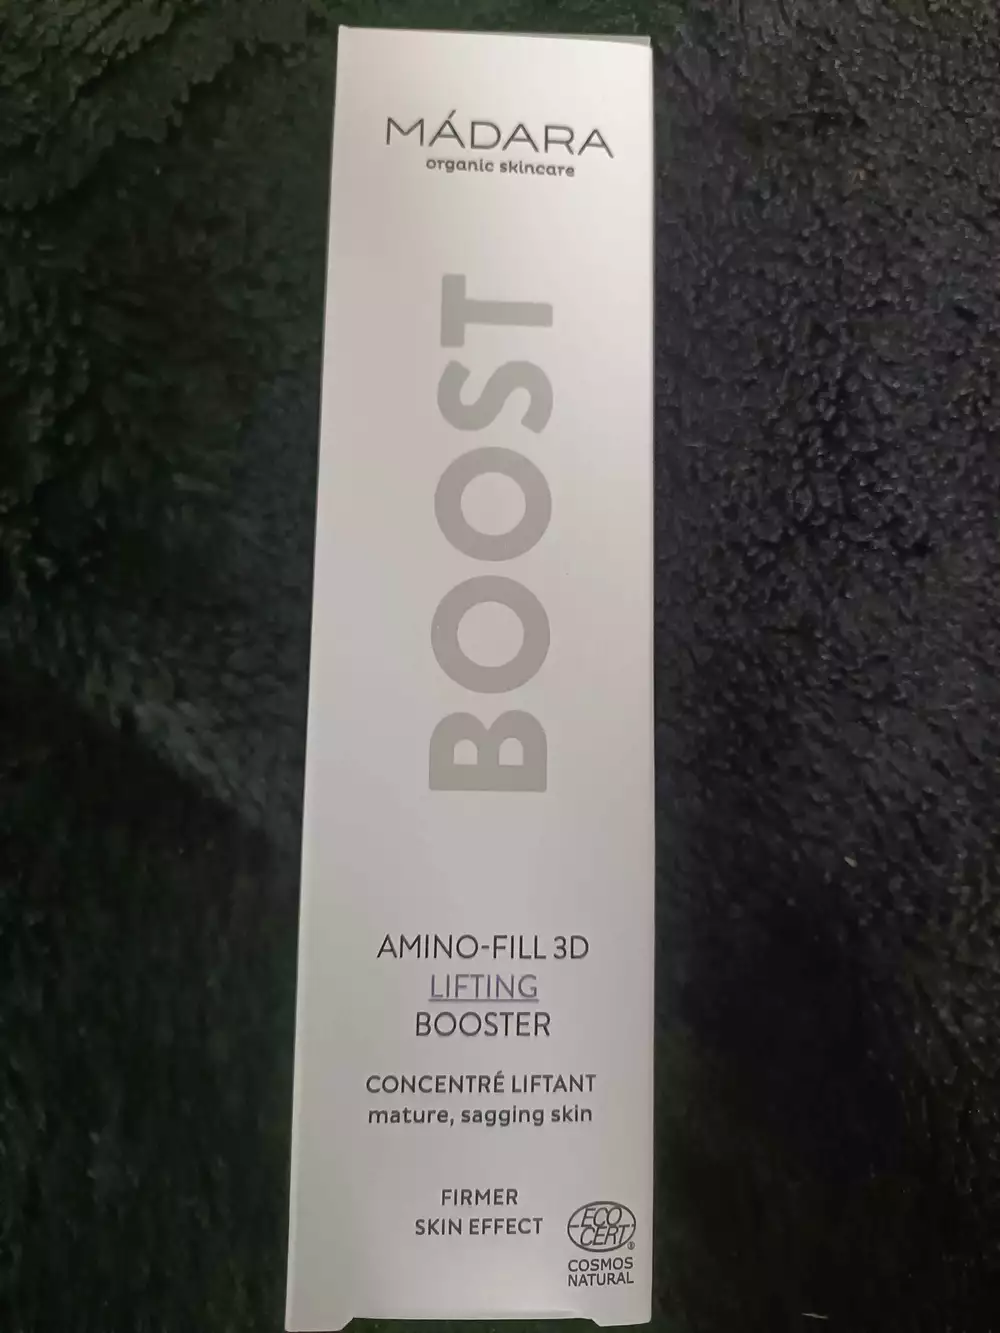 MÁDARA
organic skincare
BOOST
AMINO-FILL 3D
LIFTING
BOOSTER
CONCENTRÉ LIFTANT
mature, sagging skin
FIRMER
SKIN EFFECT
ECO
CERT®
COSMOS
NATURAL